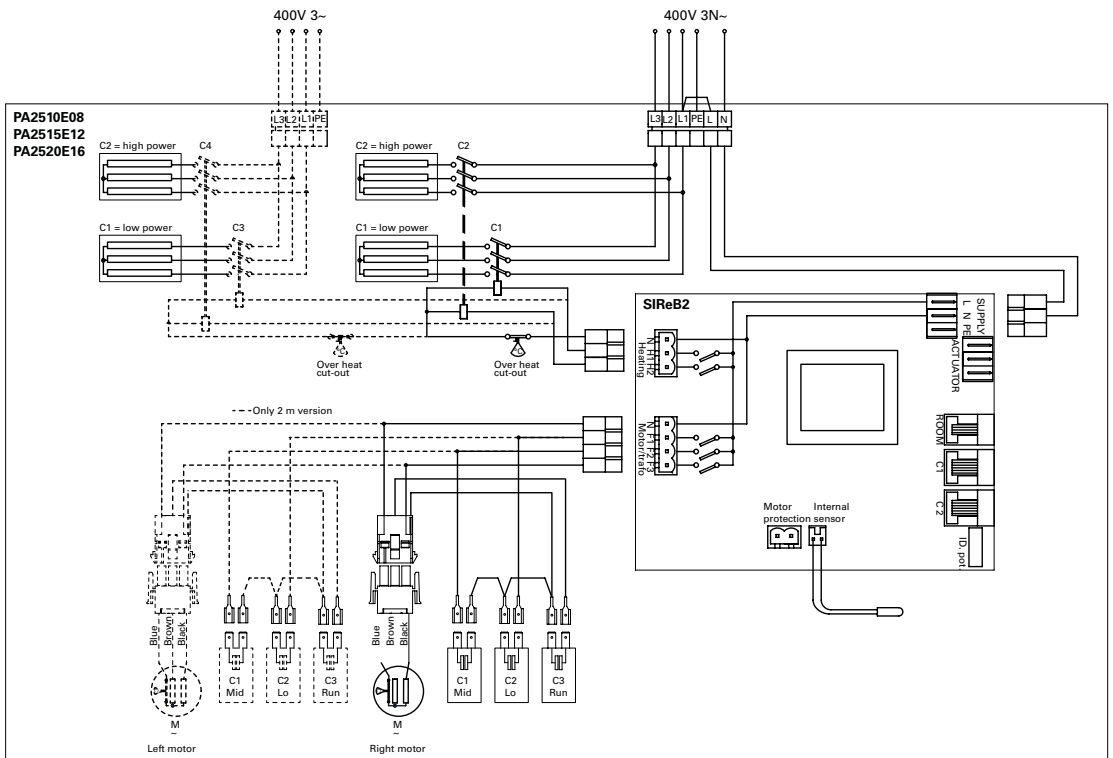 400V 3~
400V 3N~
PA2510E08
PA2515E12
PA2520E16
L3 L2 L1 PE
L3 L2 L1 PE L N
C2 = high power
C4
C2 = high power
C2
C1 = low power
C3
C1 = low power
C1
SIReB2
L N PE
SUPPLY
ACTUATOR
N H1 H2
Heating
°C
Over heat
cut-out
°C
Over heat
cut-out
- - - Only 2 m version
N F1 F2 F3
Motor/trafo
ROOM
C1
C2
ID. pot.
Motor
protection
Internal
sensor
Blue
Brown
Black
Blue
Brown
Black
C1
Mid
C2
Lo
C3
Run
C1
Mid
C2
Lo
C3
Run
M
~
Left motor
M
~
Right motor